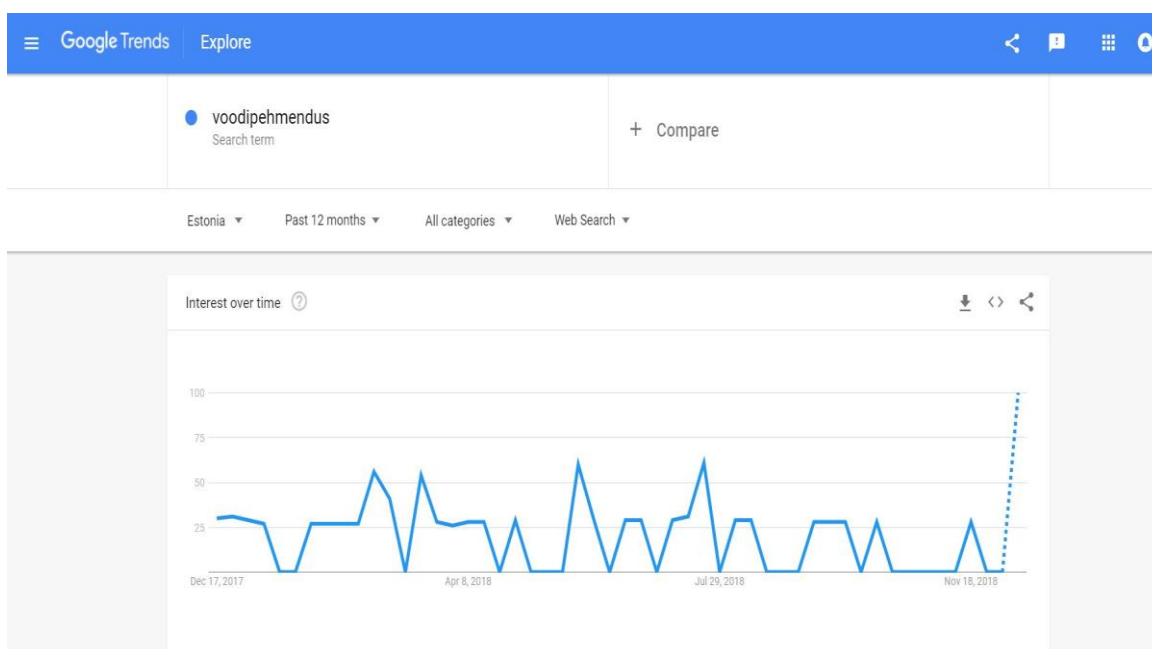 Google Trends Explore
voodipehmendus
Search term
+ Compare
Estonia Past 12 months All categories Web Search
Interest over time
100
75
50
25
Dec 17, 2017 Apr 8, 2018 Jul 29, 2018 Nov 18, 2018